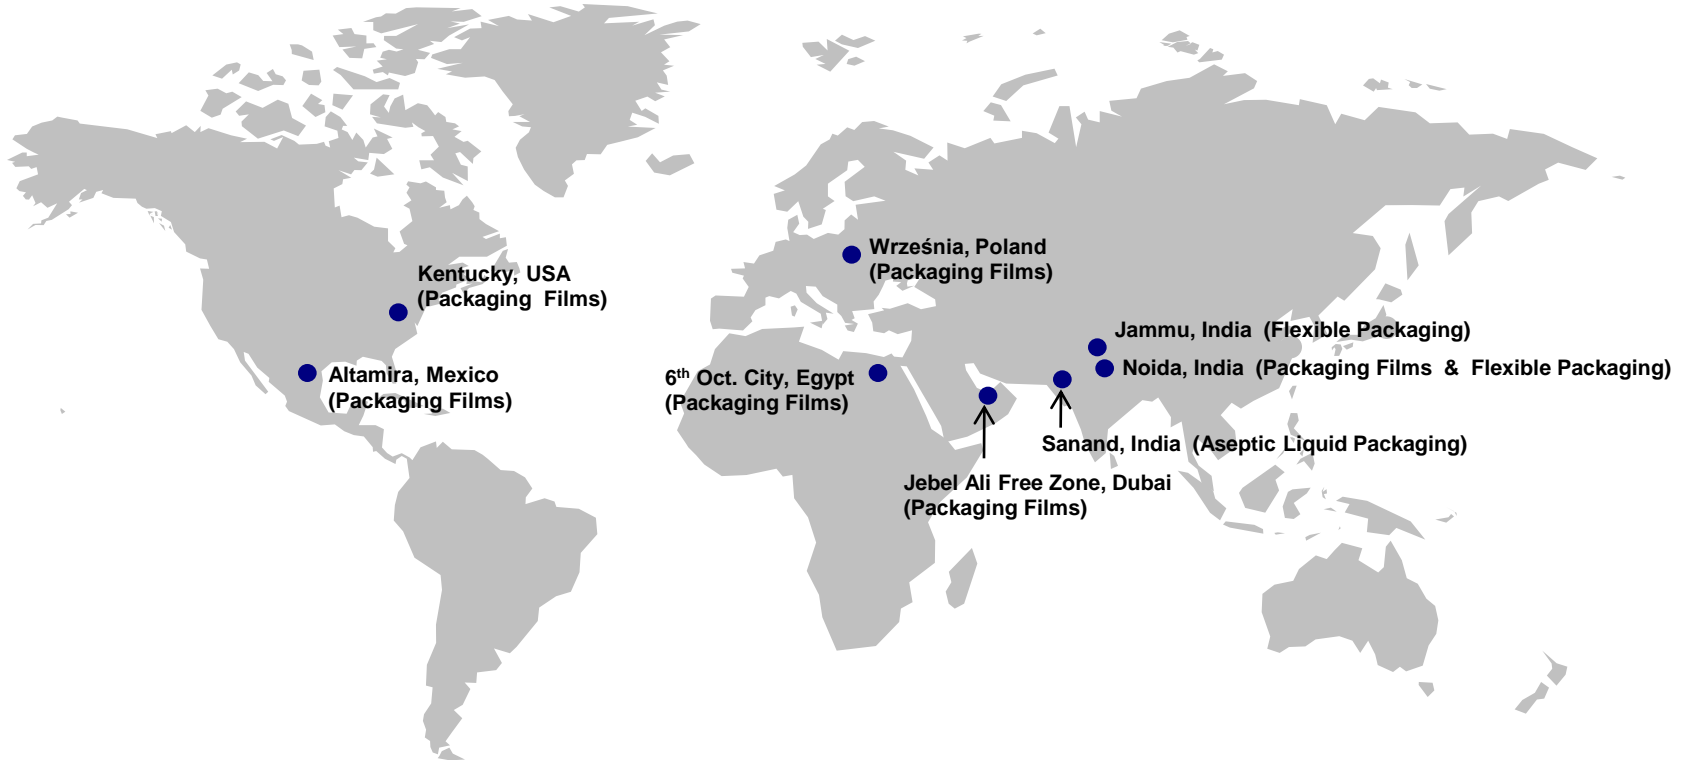 Września, Poland
(Packaging Films)
Kentucky, USA
(Packaging Films)
Jammu, India (Flexible Packaging)
Noida, India (Packaging Films & Flexible Packaging)
Altamira, Mexico
(Packaging Films)
6th Oct. City, Egypt
(Packaging Films)
Sanand, India (Aseptic Liquid Packaging)
Jebel Ali Free Zone, Dubai
(Packaging Films)